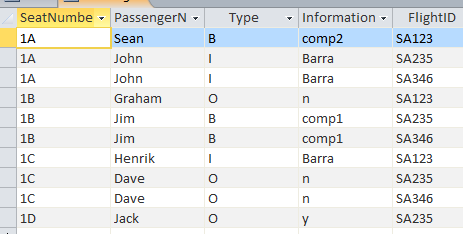 SeatNumbe PassengerN Type Information FlightID
1A Sean B comp2 SA123
1A John I Barra SA235
1A John I Barra SA346
1B Graham O n SA123
1B Jim B comp1 SA235
1B Jim B comp1 SA346
1C Henrik I Barra SA123
1C Dave O n SA235
1C Dave O n SA346
1D Jack O y SA235